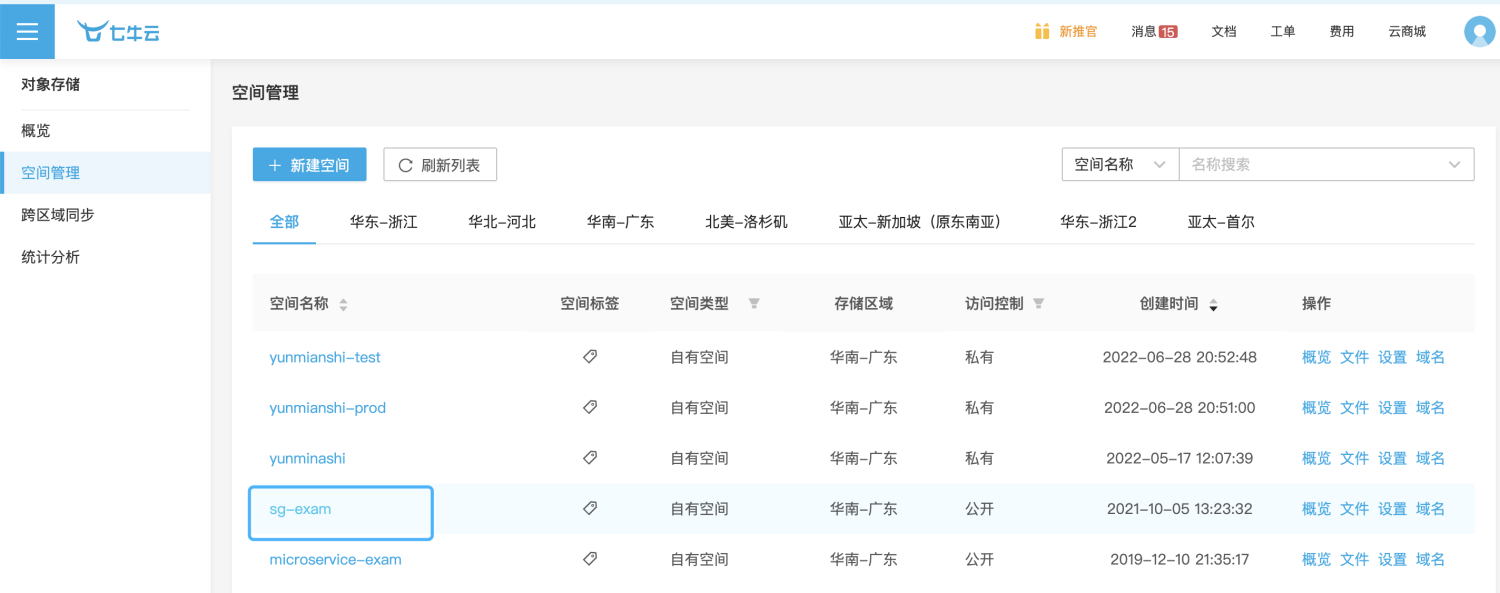 七牛云 新推官 消息 15 文档 工单 费用 云商城
对象存储
概览
空间管理
跨区域同步
统计分析
空间管理
新建空间 刷新列表 空间名称 名称搜索
全部 华东-浙江 华北-河北 华南-广东 北美-洛杉矶 亚太-新加坡（原东南亚） 华东-浙江2 亚太-首尔
空间名称 空间标签 空间类型 存储区域 访问控制 创建时间 操作
yunmianshi-test 自有空间 华南-广东 私有 2022-06-28 20:52:48 概览 文件 设置 域名
yunmianshi-prod 自有空间 华南-广东 私有 2022-06-28 20:51:00 概览 文件 设置 域名
yunminashi 自有空间 华南-广东 私有 2022-05-17 12:07:39 概览 文件 设置 域名
sg-exam 自有空间 华南-广东 公开 2021-10-05 13:23:32 概览 文件 设置 域名
microservice-exam 自有空间 华南-广东 公开 2019-12-10 21:35:17 概览 文件 设置 域名